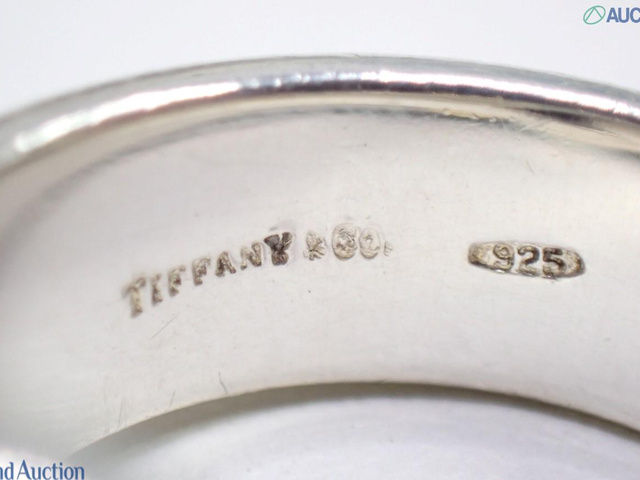 AUC
TIFFANY & CO.
925
nd Auction